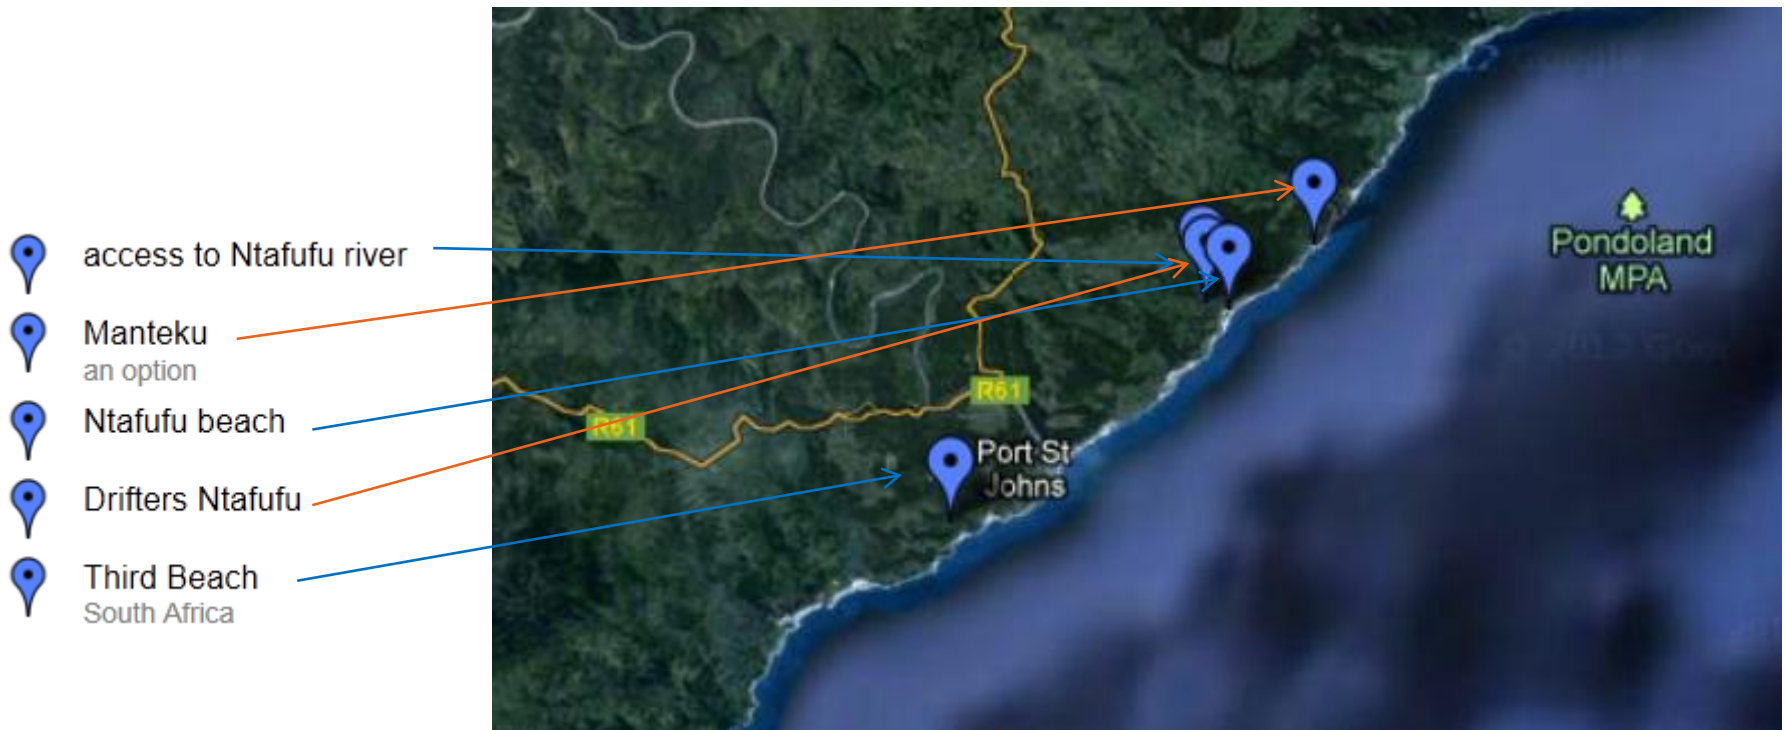 access to Ntafufu river
Manteku
an option
Ntafufu beach
Drifters Ntafufu
Third Beach
South Africa
R61
R61
Port St
Johns
Pondoland
MPA